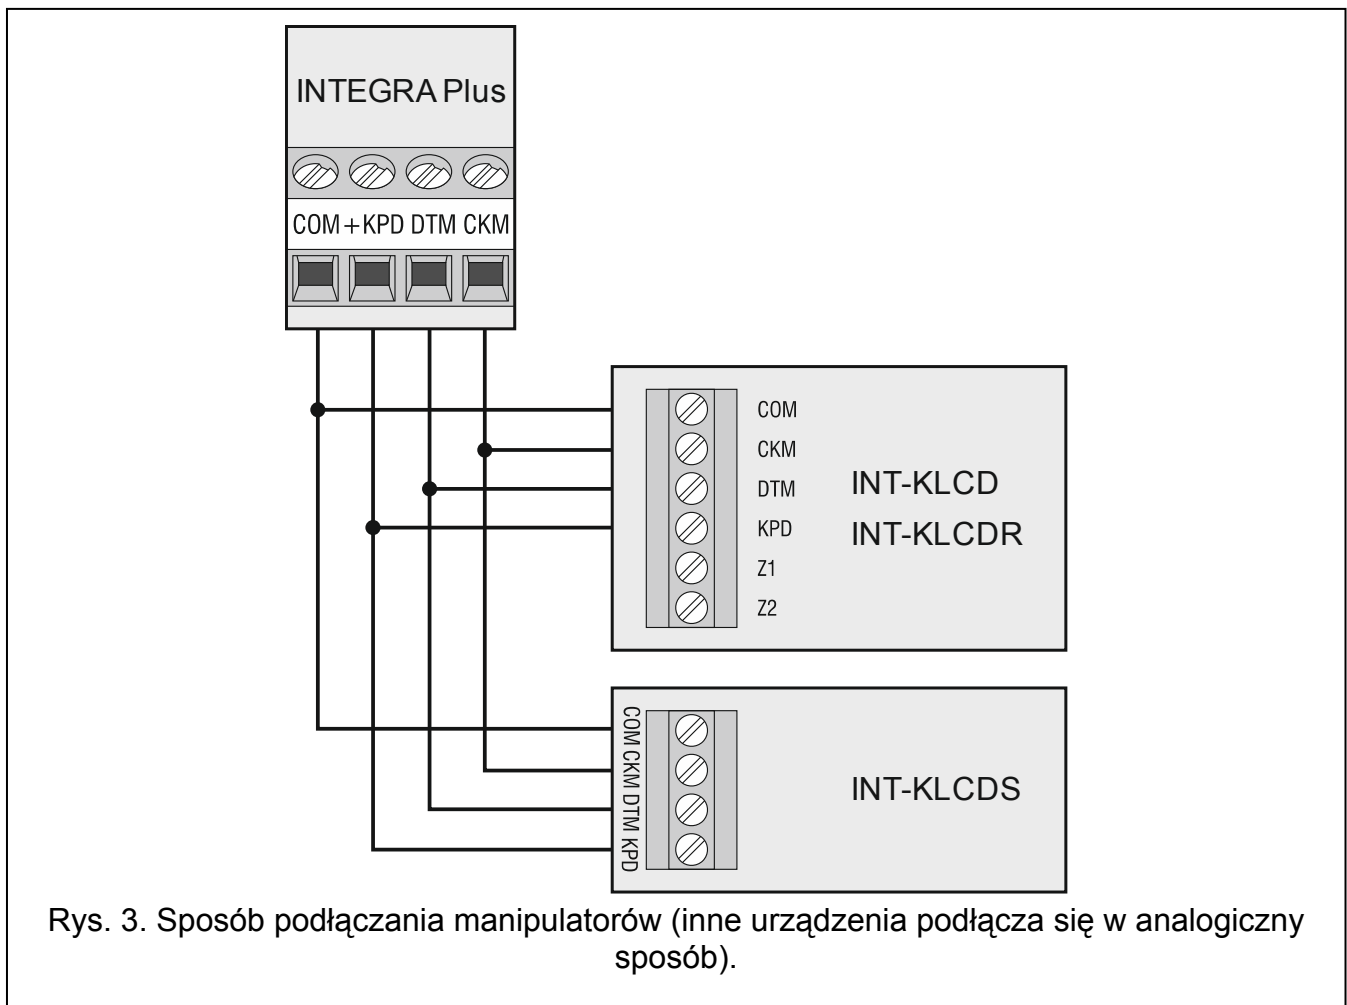 INTEGRA Plus
COM +KPD DTM CKM
COM
CKM
DTM
KPD
Z1
Z2
INT-KLCD
INT-KLCDR
COM CKM DTM KPD
INT-KLCDS
Rys. 3. Sposób podłączania manipulatorów (inne urządzenia podłącza się w analogiczny
sposób).